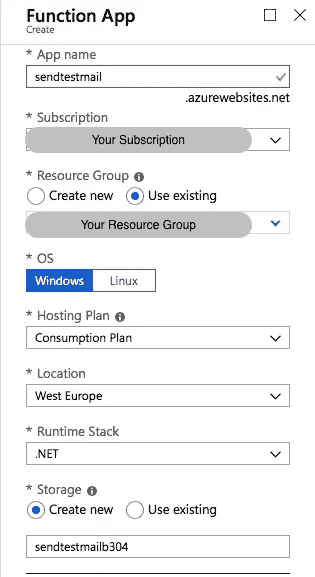 Function App
Create
* App name
sendtestmail
.azurewebsites.net
* Subscription
Your Subscription
* Resource Group
Create new Use existing
Your Resource Group
* OS
Windows Linux
* Hosting Plan
Consumption Plan
* Location
West Europe
* Runtime Stack
.NET
* Storage
Create new Use existing
sendtestmailb304